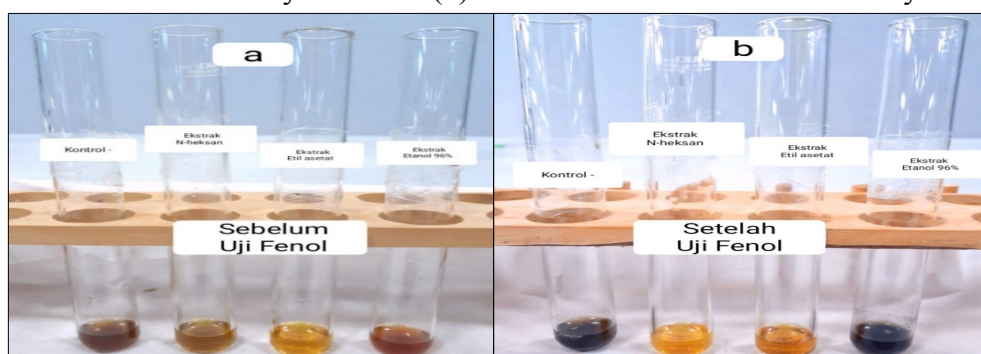 a
Kontrol -
Ekstrak
N-heksan
Ekstrak
Etil asetat
Ekstrak
Etanol 96%
Sebelum
Uji Fenol
b
Kontrol -
Ekstrak
N-heksan
Ekstrak
Etil asetat
Ekstrak
Etanol 96%
Setelah
Uji Fenol